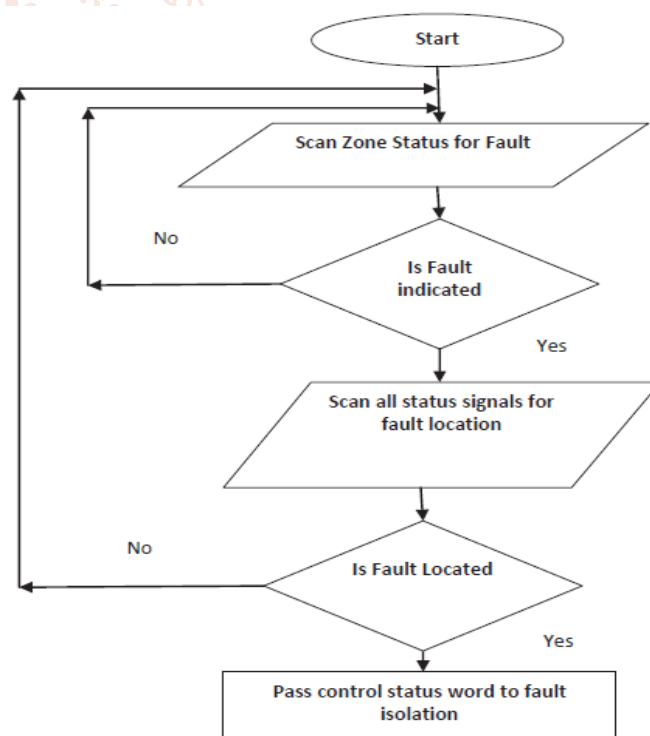 Start
Scan Zone Status for Fault
No
Is Fault
indicated
Yes
Scan all status signals for
fault location
No
Is Fault Located
Yes
Pass control status word to fault
isolation